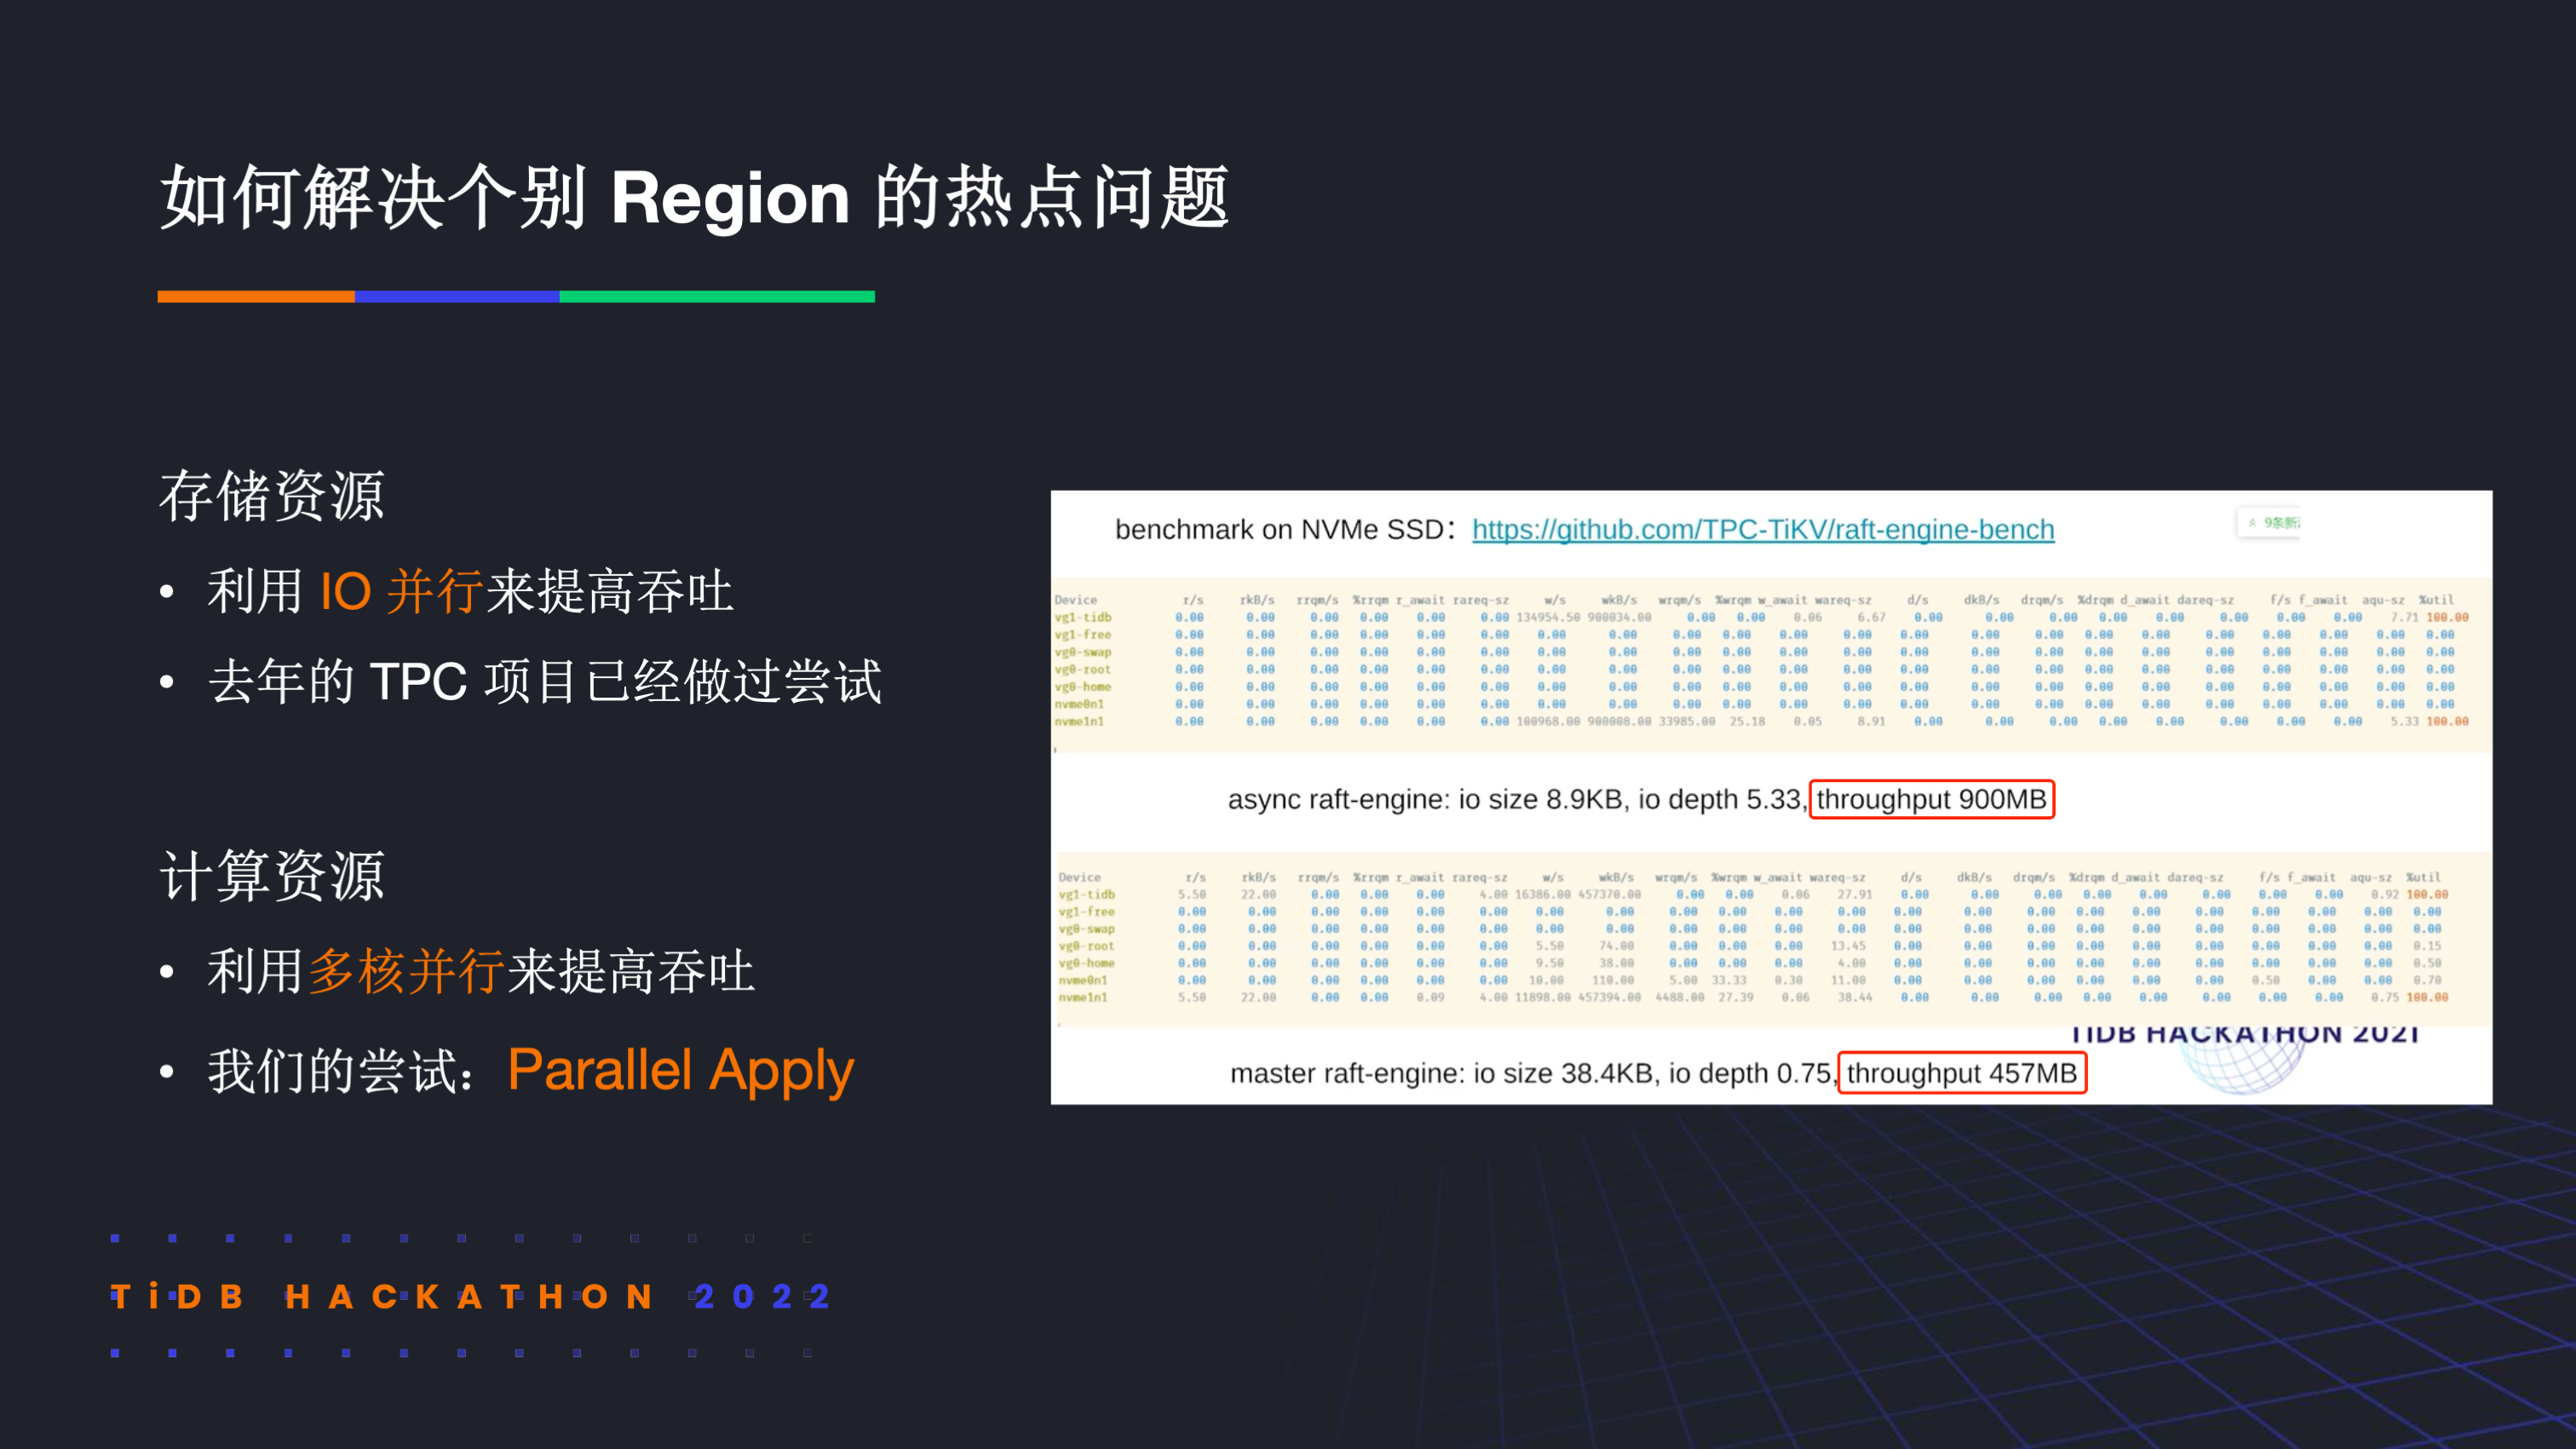 如何解决个别 Region 的热点问题
存储资源
• 利用 IO 并行来提高吞吐
• 去年的 TPC 项目已经做过尝试
计算资源
• 利用多核并行来提高吞吐
• 我们的尝试：Parallel Apply
benchmark on NVMe SSD：https://github.com/TPC-TiKV/raft-engine-bench
9条新
Device r/s rkB/s rrqm/s %rrqm r_await rareq-sz w/s wkB/s wrqm/s %wrqm w_await wareq-sz d/s dkB/s drqm/s %drqm d_await dareq-sz f/s f_await aqu-sz %util
vg1-tidb 0.00 0.00 0.00 0.00 0.00 0.00 134954.50 900034.00 0.00 0.00 0.06 6.67 0.00 0.00 0.00 0.00 0.00 0.00 0.00 0.00 7.71 100.00
vg1-free 0.00 0.00 0.00 0.00 0.00 0.00 0.00 0.00 0.00 0.00 0.00 0.00 0.00 0.00 0.00 0.00 0.00 0.00 0.00 0.00 0.00 0.00
vg0-swap 0.00 0.00 0.00 0.00 0.00 0.00 0.00 0.00 0.00 0.00 0.00 0.00 0.00 0.00 0.00 0.00 0.00 0.00 0.00 0.00 0.00 0.00
vg0-root 0.00 0.00 0.00 0.00 0.00 0.00 0.00 0.00 0.00 0.00 0.00 0.00 0.00 0.00 0.00 0.00 0.00 0.00 0.00 0.00 0.00 0.00
vg0-home 0.00 0.00 0.00 0.00 0.00 0.00 0.00 0.00 0.00 0.00 0.00 0.00 0.00 0.00 0.00 0.00 0.00 0.00 0.00 0.00 0.00 0.00
nvme0n1 0.00 0.00 0.00 0.00 0.00 0.00 0.00 0.00 0.00 0.00 0.00 0.00 0.00 0.00 0.00 0.00 0.00 0.00 0.00 0.00 0.00 0.00
nvme1n1 0.00 0.00 0.00 0.00 0.00 0.00 100968.00 900008.00 33985.00 25.18 0.05 8.91 0.00 0.00 0.00 0.00 0.00 0.00 0.00 0.00 5.33 100.00
async raft-engine: io size 8.9KB, io depth 5.33, throughput 900MB
Device r/s rkB/s rrqm/s %rrqm r_await rareq-sz w/s wkB/s wrqm/s %wrqm w_await wareq-sz d/s dkB/s drqm/s %drqm d_await dareq-sz f/s f_await aqu-sz %util
vg1-tidb 5.50 22.00 0.00 0.00 0.00 4.00 16386.00 457370.00 0.00 0.00 0.06 27.91 0.00 0.00 0.00 0.00 0.00 0.00 0.00 0.00 0.92 100.00
vg1-free 0.00 0.00 0.00 0.00 0.00 0.00 0.00 0.00 0.00 0.00 0.00 0.00 0.00 0.00 0.00 0.00 0.00 0.00 0.00 0.00 0.00 0.00
vg0-swap 0.00 0.00 0.00 0.00 0.00 0.00 0.00 0.00 0.00 0.00 0.00 0.00 0.00 0.00 0.00 0.00 0.00 0.00 0.00 0.00 0.00 0.00
vg0-root 0.00 0.00 0.00 0.00 0.00 0.00 5.50 74.00 0.00 0.00 0.00 13.45 0.00 0.00 0.00 0.00 0.00 0.00 0.00 0.00 0.00 0.15
vg0-home 0.00 0.00 0.00 0.00 0.00 0.00 9.50 38.00 0.00 0.00 0.00 4.00 0.00 0.00 0.00 0.00 0.00 0.00 0.00 0.00 0.00 0.50
nvme0n1 0.00 0.00 0.00 0.00 0.00 0.00 10.00 110.00 5.00 33.33 0.30 11.00 0.00 0.00 0.00 0.00 0.00 0.00 0.50 0.00 0.00 0.70
nvme1n1 5.50 22.00 0.00 0.00 0.09 4.00 11898.00 457394.00 4488.00 27.39 0.06 38.44 0.00 0.00 0.00 0.00 0.00 0.00 0.00 0.00 0.75 100.00
TiDB HACKATHON 2021
master raft-engine: io size 38.4KB, io depth 0.75, throughput 457MB
TiDB HACKATHON 2022